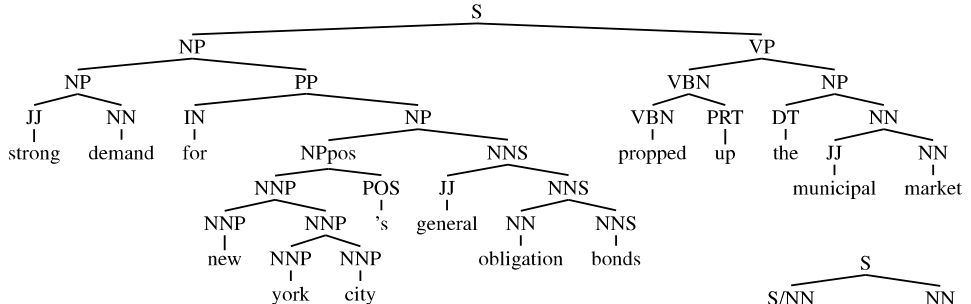 S
NP VP
NP PP VBN NP
JJ NN IN NP VBN PRT DT NN
strong demand for NPpos NNS propped up the JJ NN
NNP POS JJ NNS municipal market
NNP NNP 's general NN NNS
new NNP NNP obligation bonds S
york city S/NN NN